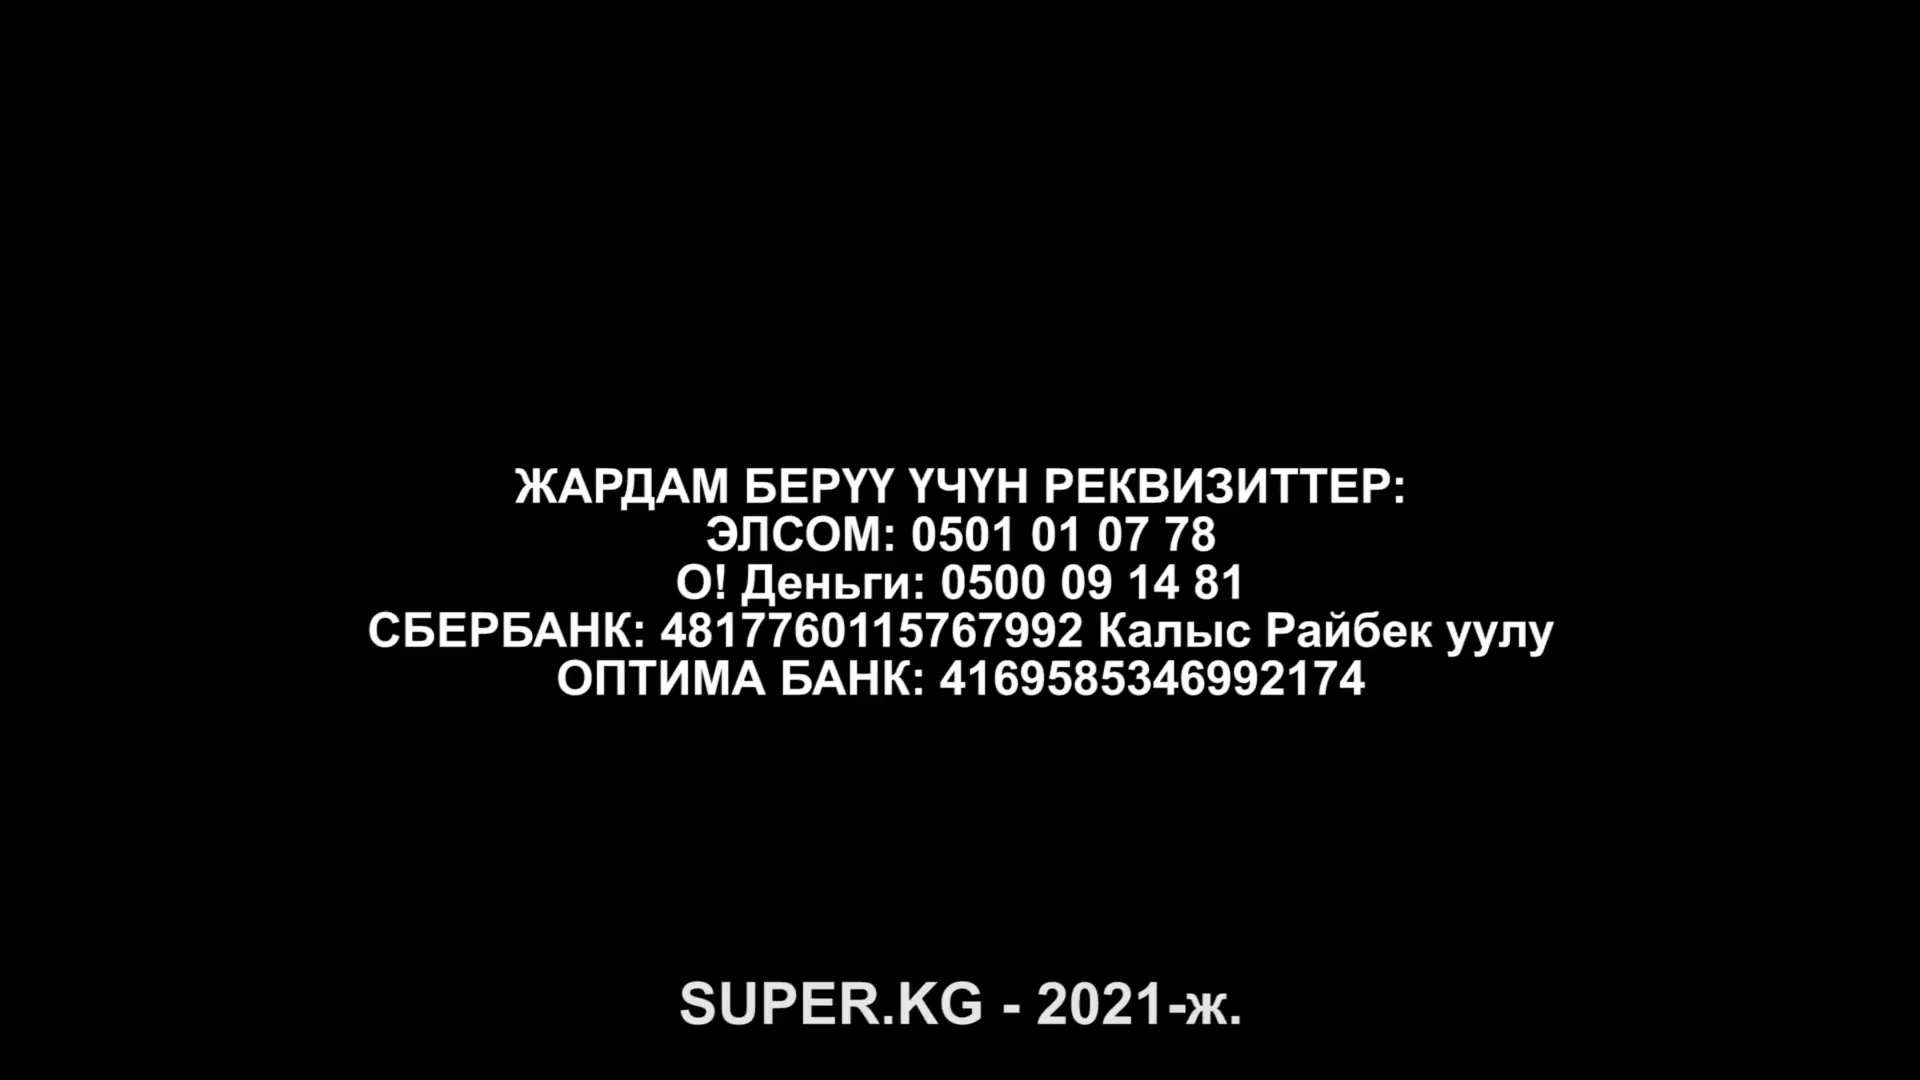 ЖАРДАМ БЕРҮҮ ҮЧҮН РЕКВИЗИТТЕР:
ЭЛСОМ: 0501 01 07 78
О! Деньги: 0500 09 14 81
СБЕРБАНК: 4817760115767992 Калыс Райбек уулу
ОПТИМА БАНК: 4169585346992174
SUPER.KG - 2021-ж.